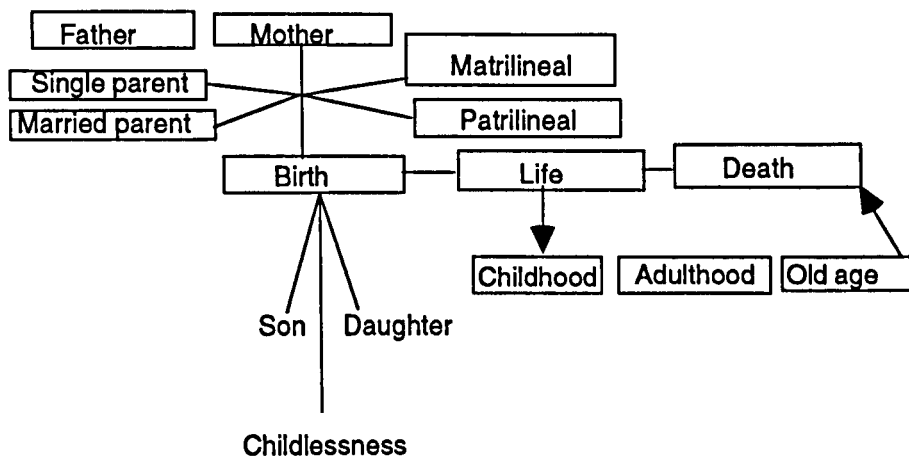 Father
Mother
Matrilineal
Single parent
Married parent
Patrilineal
Birth
Life
Death
Childhood
Adulthood
Old age
Son
Daughter
Childlessness